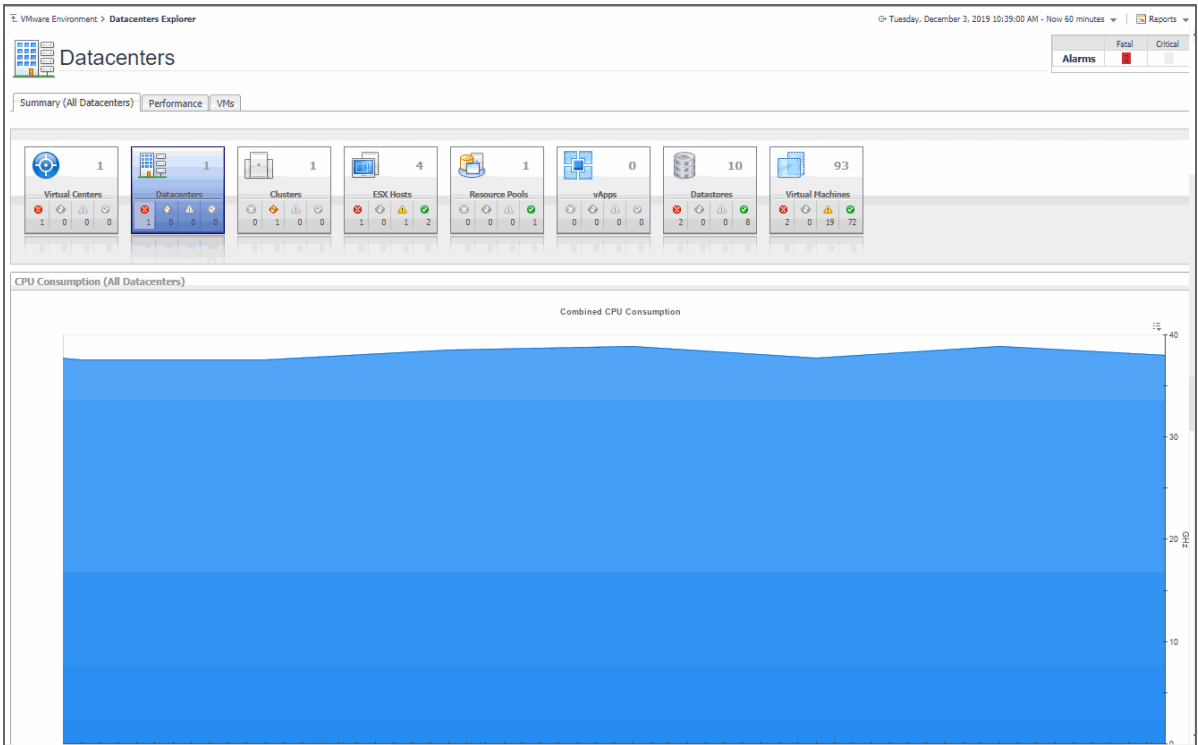 VMware Environment > Datacenters Explorer
Tuesday, December 3, 2019 10:39:00 AM - Now 60 minutes | Reports
Datacenters
Fatal Critical
Alarms 2
Summary (All Datacenters) Performance VMs
1 1 1 4 1 0 10 93
Virtual Centers Datacenters Clusters ESX Hosts Resource Pools vApps Datastores Virtual Machines
1 0 0 0 1 0 0 0 0 1 0 0 1 0 1 2 0 0 0 1 0 0 0 0 2 0 0 8 2 0 19 72
CPU Consumption (All Datacenters)
Combined CPU Consumption
40
30
20 GHz
10
0